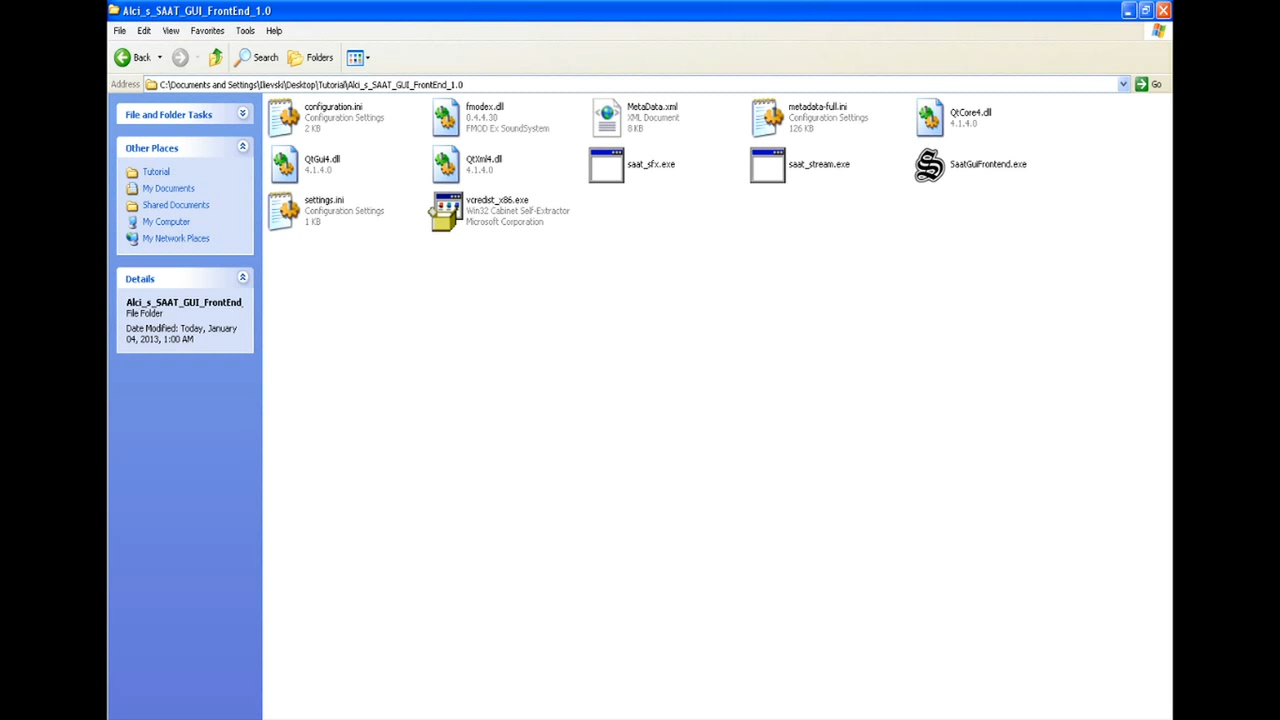 Alci_s_SAAT_GUI_FrontEnd_1.0
File Edit View Favorites Tools Help
Back Search Folders
Address C:\Documents and Settings\Ilievski\Desktop\Tutorial\Alci_s_SAAT_GUI_FrontEnd_1.0 Go
File and Folder Tasks
Other Places
Tutorial
My Documents
Shared Documents
My Computer
My Network Places
Details
Alci_s_SAAT_GUI_FrontEnd_
File Folder
Date Modified: Today, January
04, 2013, 1:00 AM
configuration.ini
Configuration Settings
2 KB
fmodex.dll
0.4.4.30
FMOD Ex SoundSystem
MetaData.xml
XML Document
8 KB
metadata-full.ini
Configuration Settings
126 KB
QtCore4.dll
4.1.4.0
QtGui4.dll
4.1.4.0
QtXml4.dll
4.1.4.0
saat_sfx.exe
saat_stream.exe
SaatGuiFrontend.exe
settings.ini
Configuration Settings
1 KB
vcredist_x86.exe
Win32 Cabinet Self-Extractor
Microsoft Corporation